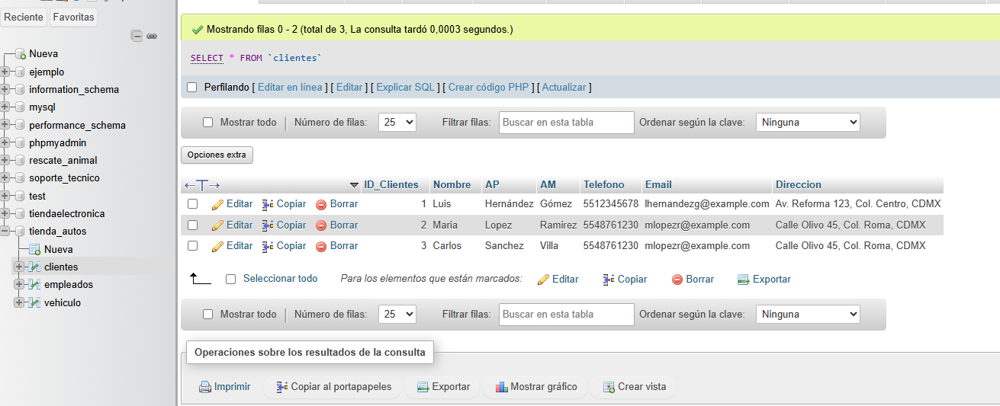 Reciente Favoritas
Nueva
ejemplo
information_schema
mysql
performance_schema
phpmyadmin
rescate_animal
soporte_tecnico
test
tiendaelectronica
tienda_autos
Nueva
clientes
empleados
vehiculo
Mostrando filas 0 - 2 (total de 3, La consulta tardó 0,0003 segundos.)
SELECT * FROM `clientes`
Perfilando [ Editar en línea ] [ Editar ] [ Explicar SQL ] [ Crear código PHP ] [ Actualizar ]
Mostrar todo | Número de filas: 25 Filtrar filas: Buscar en esta tabla Ordenar según la clave: Ninguna
Opciones extra
ID_Clientes Nombre AP AM Telefono Email Direccion
Editar Copiar Borrar 1 Luis Hernández Gómez 5512345678 lhernandezg@example.com Av. Reforma 123, Col. Centro, CDMX
Editar Copiar Borrar 2 Maria Lopez Ramirez 5548761230 mlopezr@example.com Calle Olivo 45, Col. Roma, CDMX
Editar Copiar Borrar 3 Carlos Sanchez Villa 5548761230 mlopezr@example.com Calle Olivo 45, Col. Roma, CDMX
Seleccionar todo Para los elementos que están marcados: Editar Copiar Borrar Exportar
Mostrar todo | Número de filas: 25 Filtrar filas: Buscar en esta tabla Ordenar según la clave: Ninguna
Operaciones sobre los resultados de la consulta
Imprimir Copiar al portapapeles Exportar Mostrar gráfico Crear vista